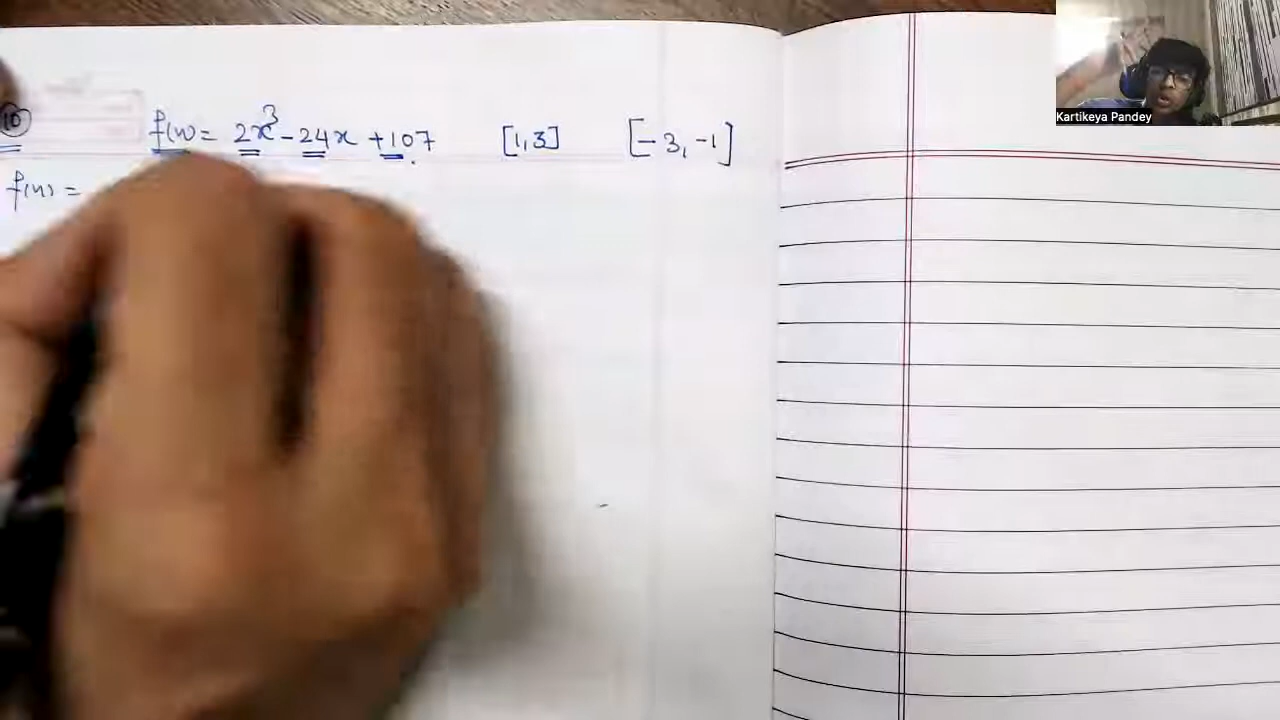 10 f(x) = 2x³ - 24x + 107 [1, 3] [-3, -1]
f(x) =
Kartikeya Pandey